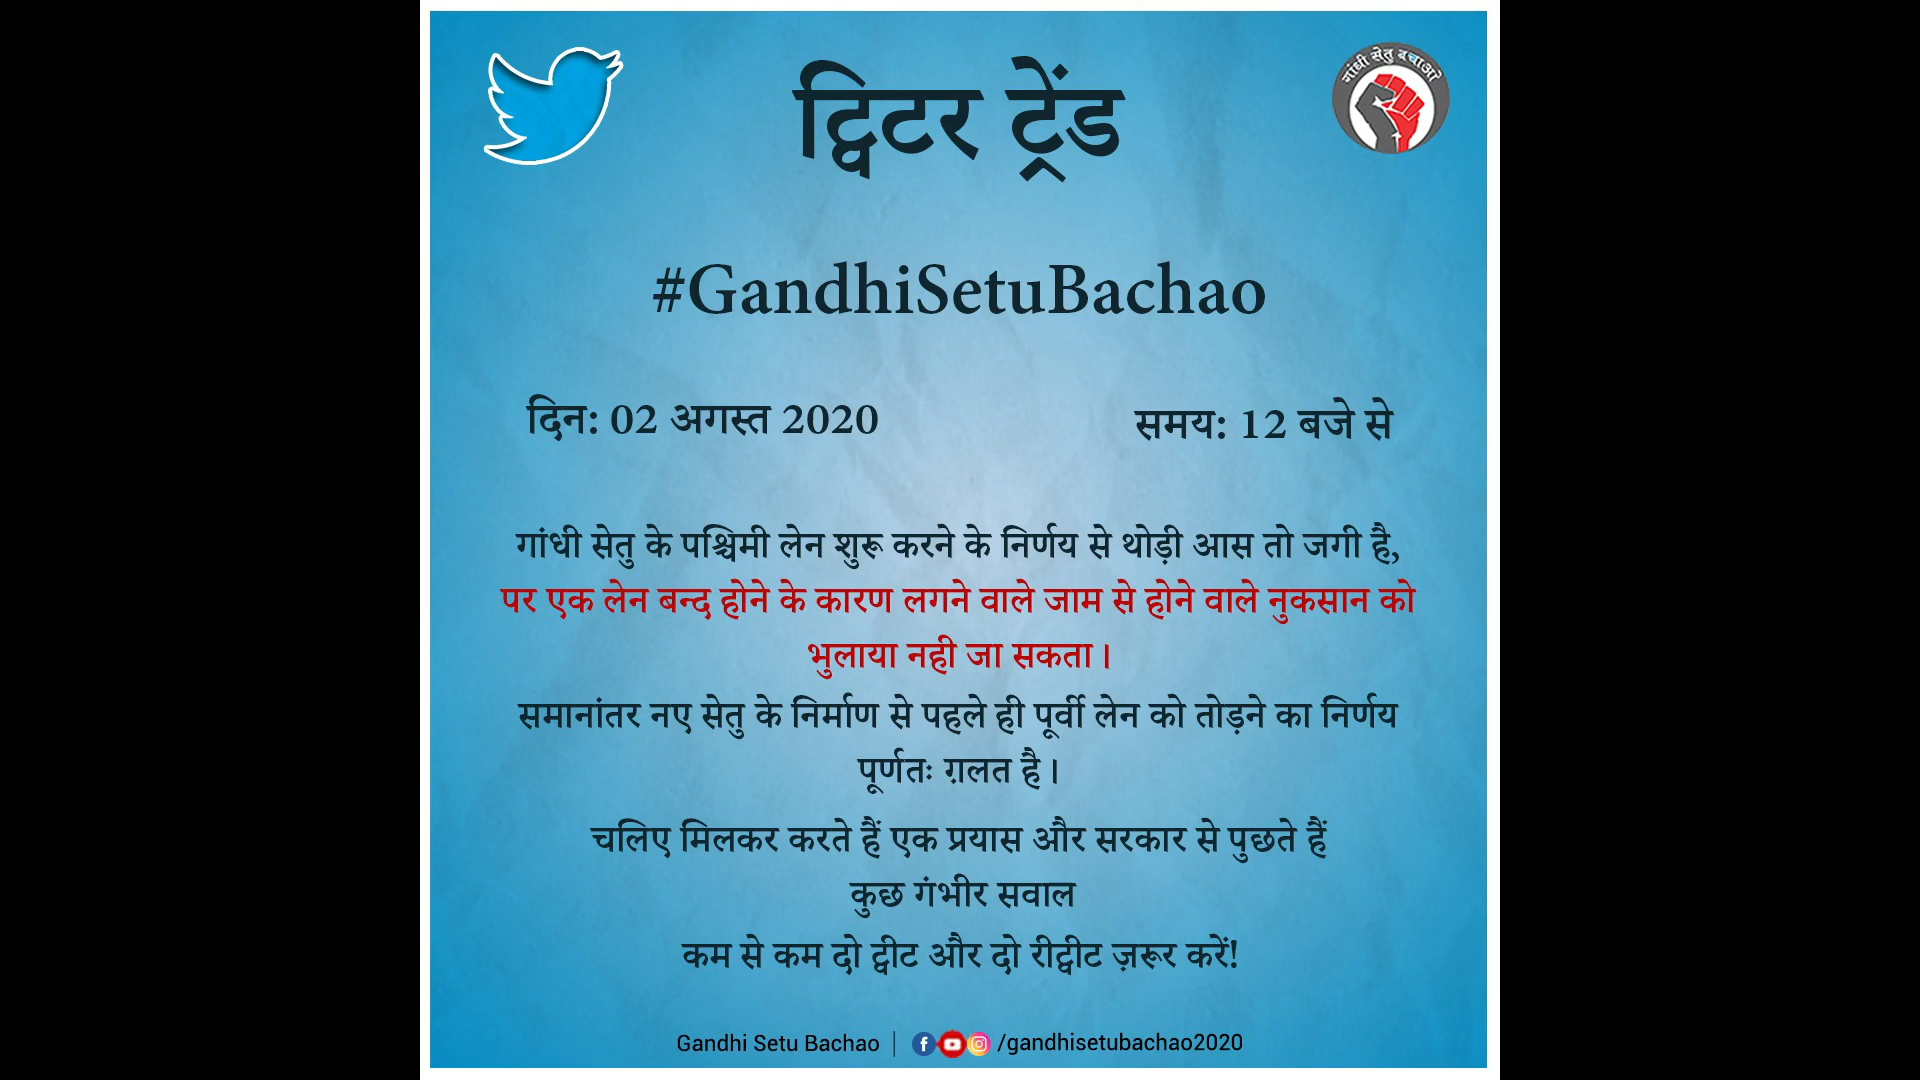 गांधी सेतु बचाओ
ट्विटर ट्रेंड
#GandhiSetuBachao
दिन: 02 अगस्त 2020
समय: 12 बजे से
गांधी सेतु के पश्चिमी लेन शुरू करने के निर्णय से थोड़ी आस तो जगी है,
पर एक लेन बन्द होने के कारण लगने वाले जाम से होने वाले नुकसान को
भुलाया नही जा सकता।
समानांतर नए सेतु के निर्माण से पहले ही पूर्वी लेन को तोड़ने का निर्णय
पूर्णतः ग़लत है।
चलिए मिलकर करते हैं एक प्रयास और सरकार से पुछते हैं
कुछ गंभीर सवाल
कम से कम दो ट्वीट और दो रीट्वीट ज़रूर करें!
Gandhi Setu Bachao | /gandhisetubachao2020